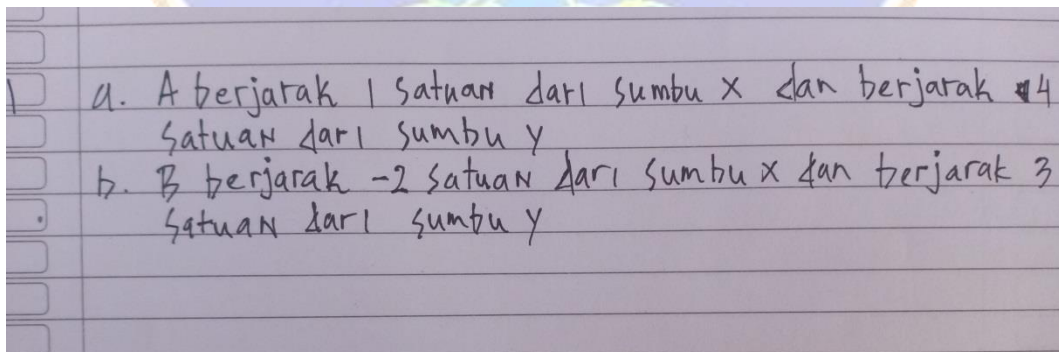 1 a. A berjarak 1 satuan dari sumbu x dan berjarak 4
satuan dari sumbu y
b. B berjarak -2 satuan dari sumbu x dan berjarak 3
satuan dari sumbu y